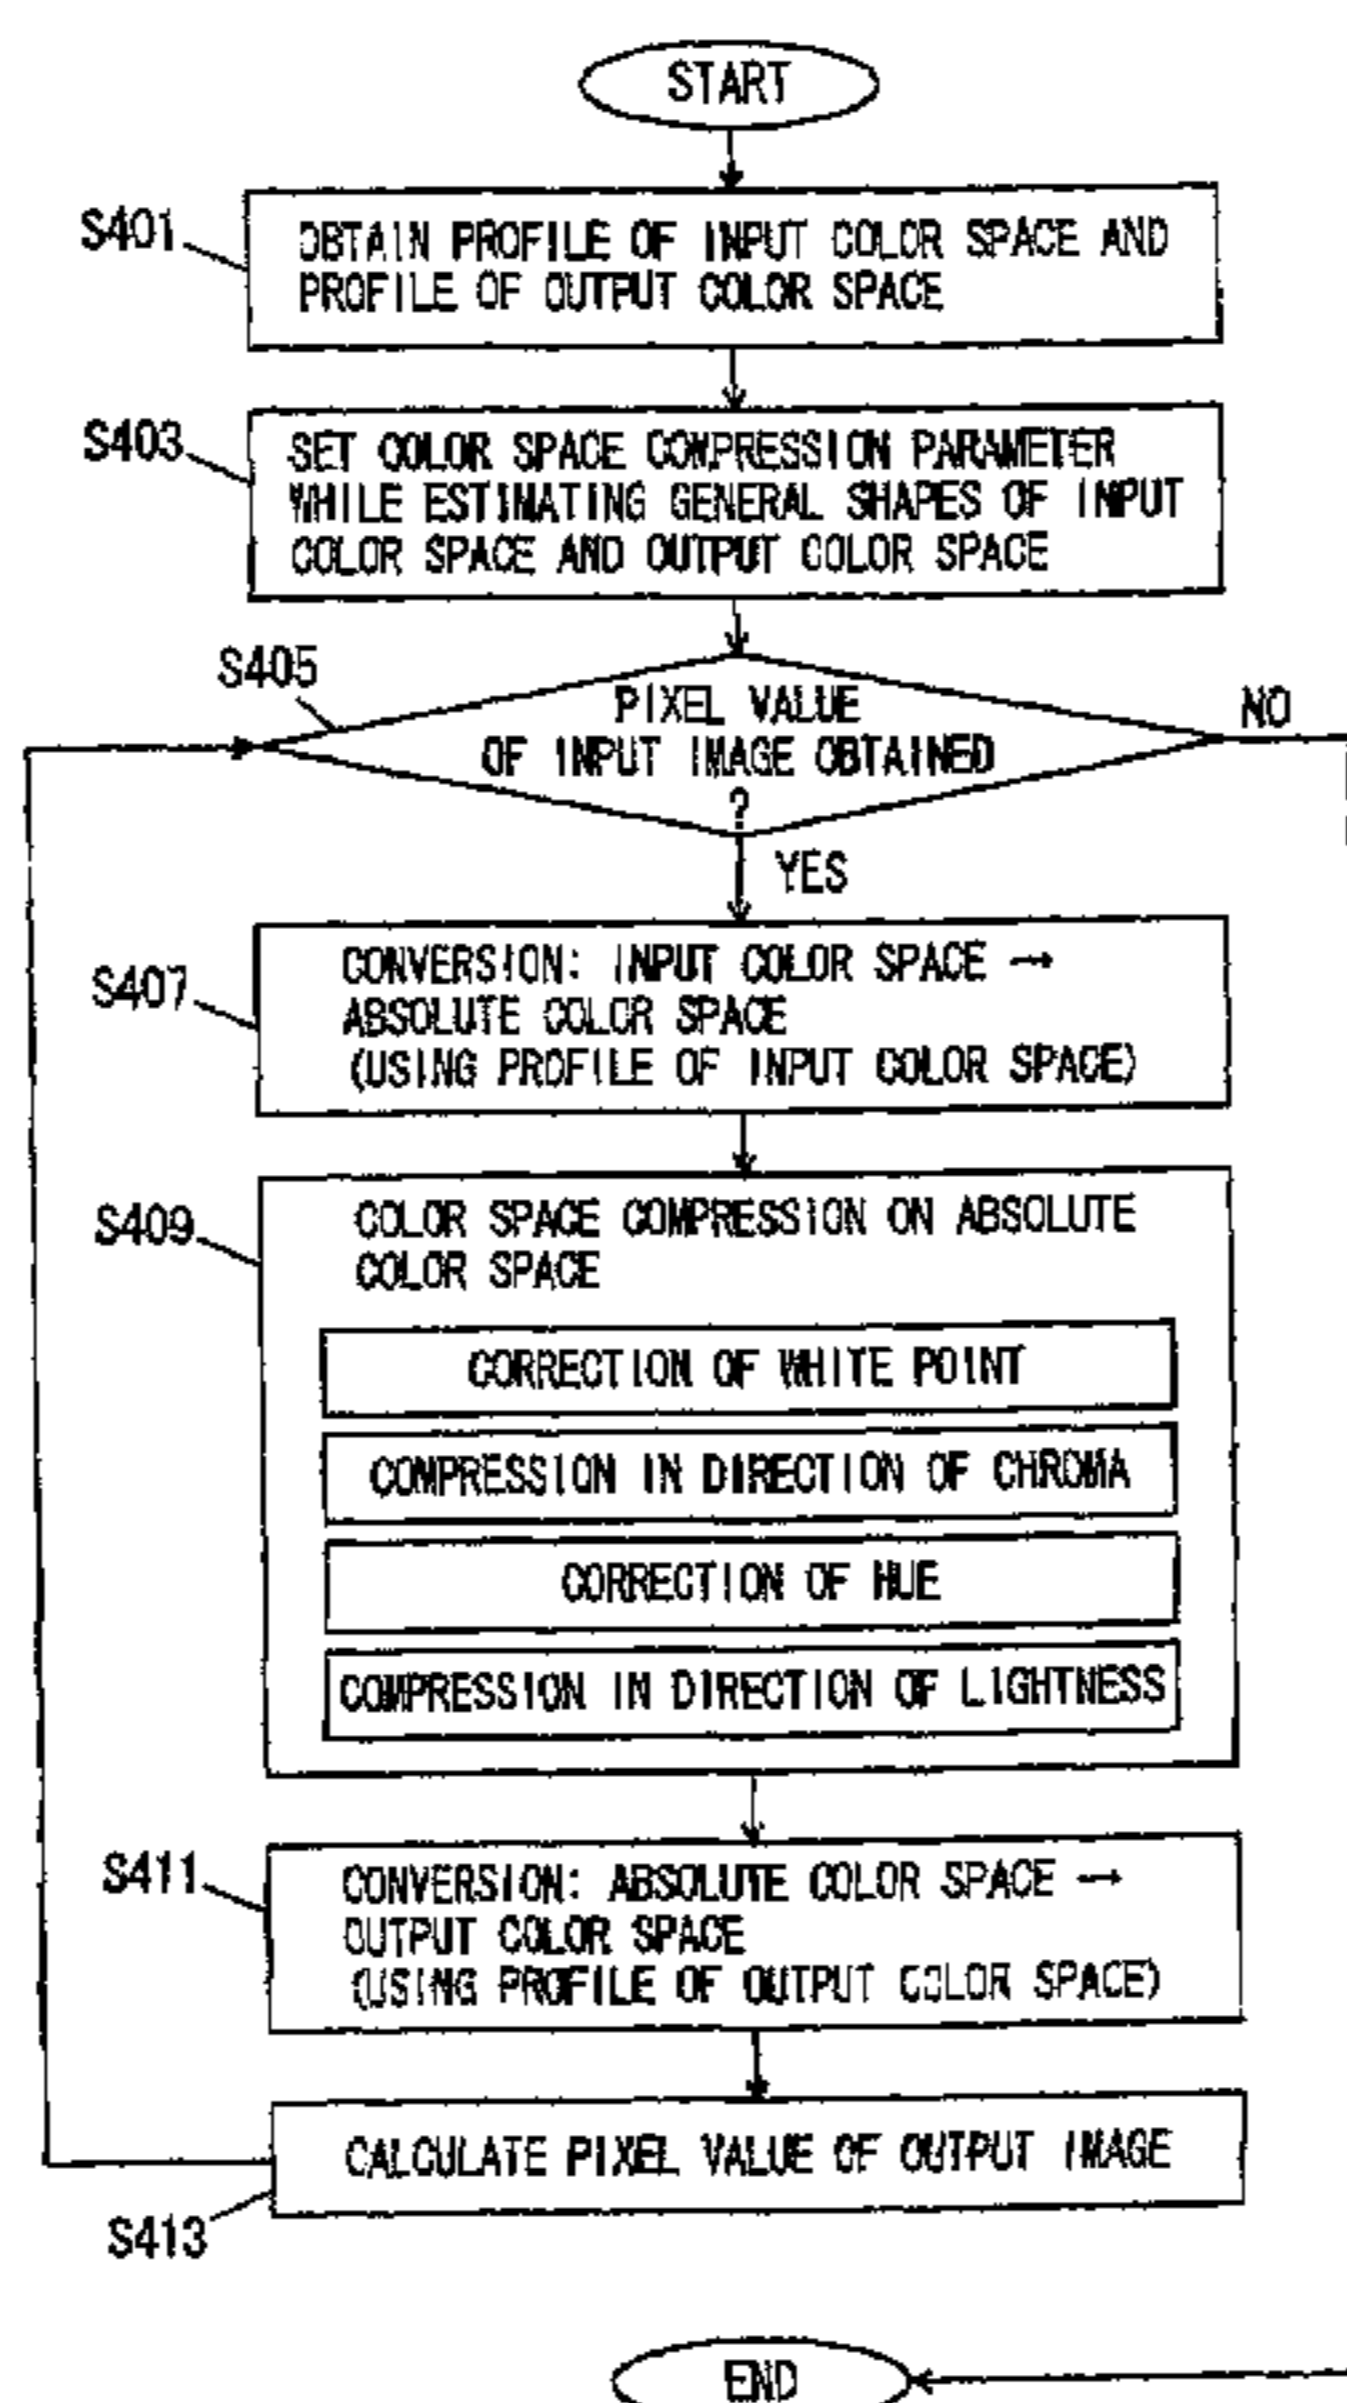 START
S401
OBTAIN PROFILE OF INPUT COLOR SPACE AND
PROFILE OF OUTPUT COLOR SPACE
S403
SET COLOR SPACE COMPRESSION PARAMETER
WHILE ESTIMATING GENERAL SHAPES OF INPUT
COLOR SPACE AND OUTPUT COLOR SPACE
S405
PIXEL VALUE
OF INPUT IMAGE OBTAINED
?
NO
YES
S407
CONVERSION: INPUT COLOR SPACE →
ABSOLUTE COLOR SPACE
(USING PROFILE OF INPUT COLOR SPACE)
S409
COLOR SPACE COMPRESSION ON ABSOLUTE
COLOR SPACE
CORRECTION OF WHITE POINT
COMPRESSION IN DIRECTION OF CHROMA
CORRECTION OF HUE
COMPRESSION IN DIRECTION OF LIGHTNESS
S411
CONVERSION: ABSOLUTE COLOR SPACE →
OUTPUT COLOR SPACE
(USING PROFILE OF OUTPUT COLOR SPACE)
CALCULATE PIXEL VALUE OF OUTPUT IMAGE
S413
END